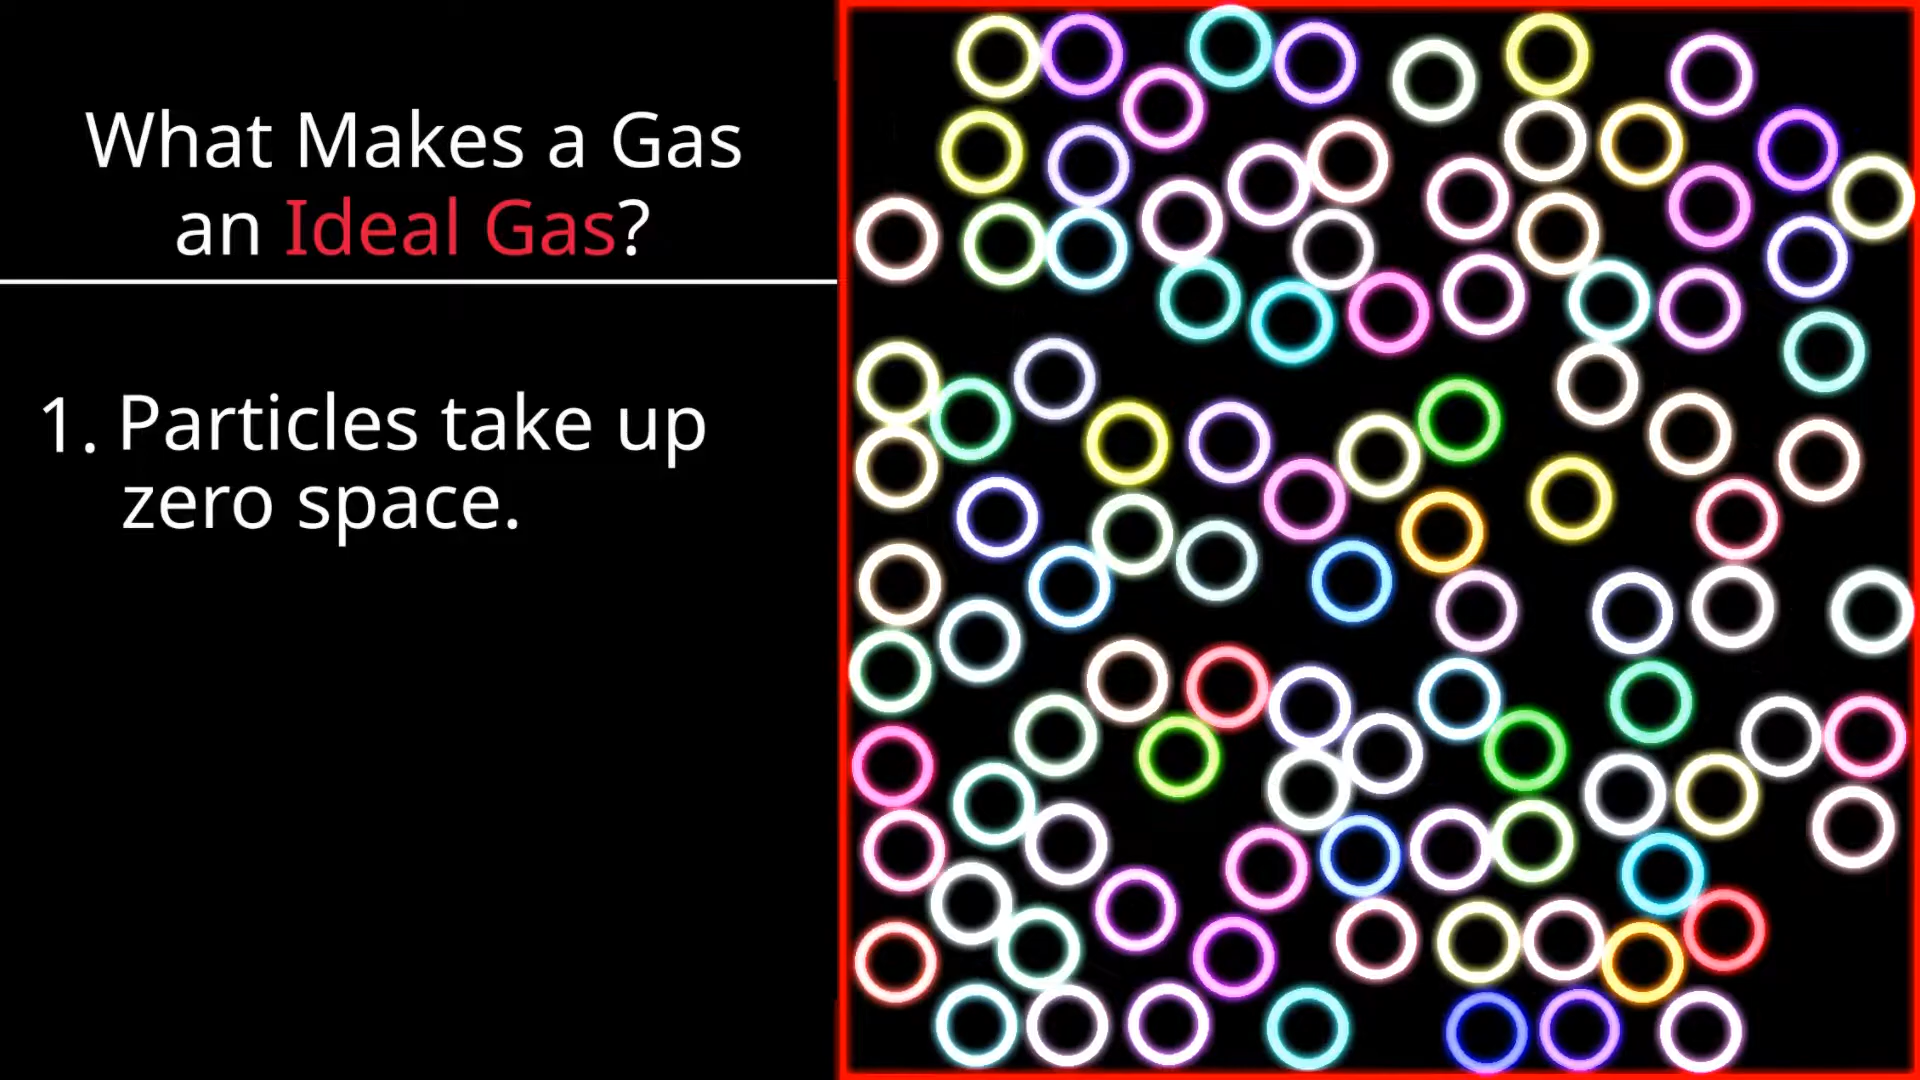 What Makes a Gas
an Ideal Gas?
1. Particles take up
zero space.